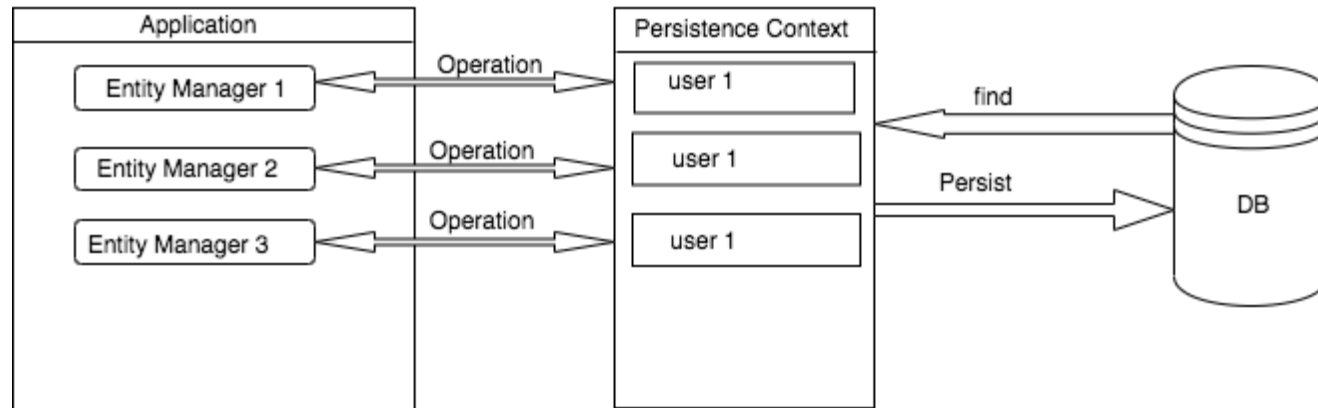 Application
Persistence Context
Entity Manager 1
Operation
user 1
find
Entity Manager 2
Operation
user 1
Persist
DB
Entity Manager 3
Operation
user 1